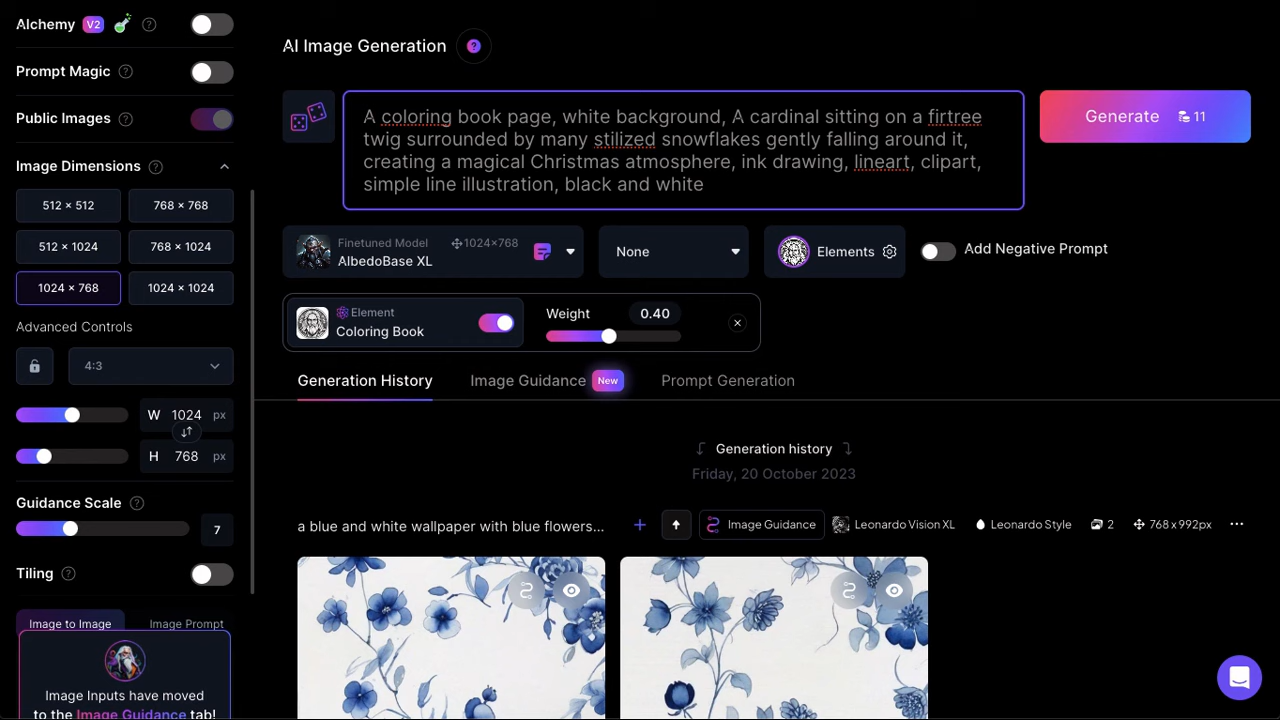 Alchemy V2
Prompt Magic
Public Images
Image Dimensions
512 × 512
768 × 768
512 × 1024
768 × 1024
1024 × 768
1024 × 1024
Advanced Controls
4:3
W 1024 px
H 768 px
Guidance Scale
7
Tiling
Image to Image
Image Prompt
Image Inputs have moved
to the Image Guidance tab!
AI Image Generation ?
A coloring book page, white background, A cardinal sitting on a firtree
twig surrounded by many stilized snowflakes gently falling around it,
creating a magical Christmas atmosphere, ink drawing, lineart, clipart,
simple line illustration, black and white
Generate 11
Finetuned Model 1024×768
AlbedoBase XL
None
Elements
Add Negative Prompt
Element
Coloring Book
Weight 0.40
Generation History
Image Guidance New
Prompt Generation
Generation history
Friday, 20 October 2023
a blue and white wallpaper with blue flowers...
Image Guidance
Leonardo Vision XL
Leonardo Style
2
768 x 992px